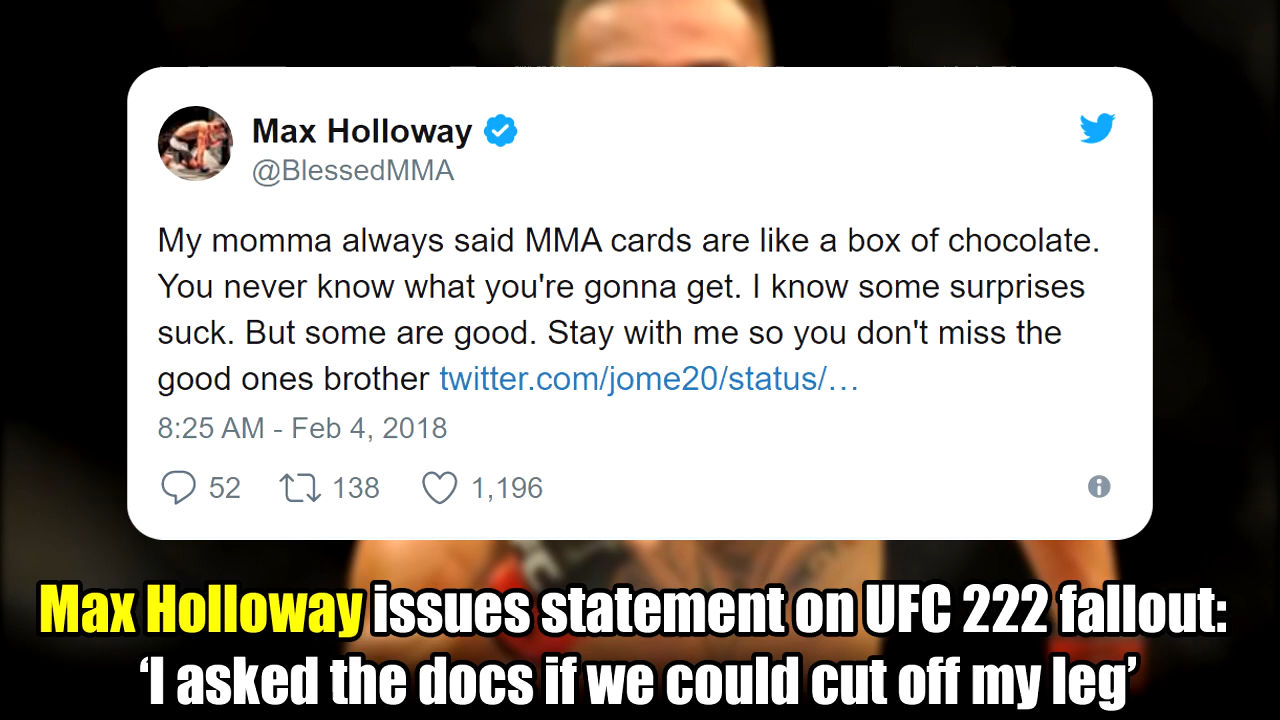 Max Holloway
@BlessedMMA
My momma always said MMA cards are like a box of chocolate.
You never know what you're gonna get. I know some surprises
suck. But some are good. Stay with me so you don't miss the
good ones brother twitter.com/jome20/status/…
8:25 AM - Feb 4, 2018
52 138 1,196
Max Holloway issues statement on UFC 222 fallout:
‘I asked the docs if we could cut off my leg’